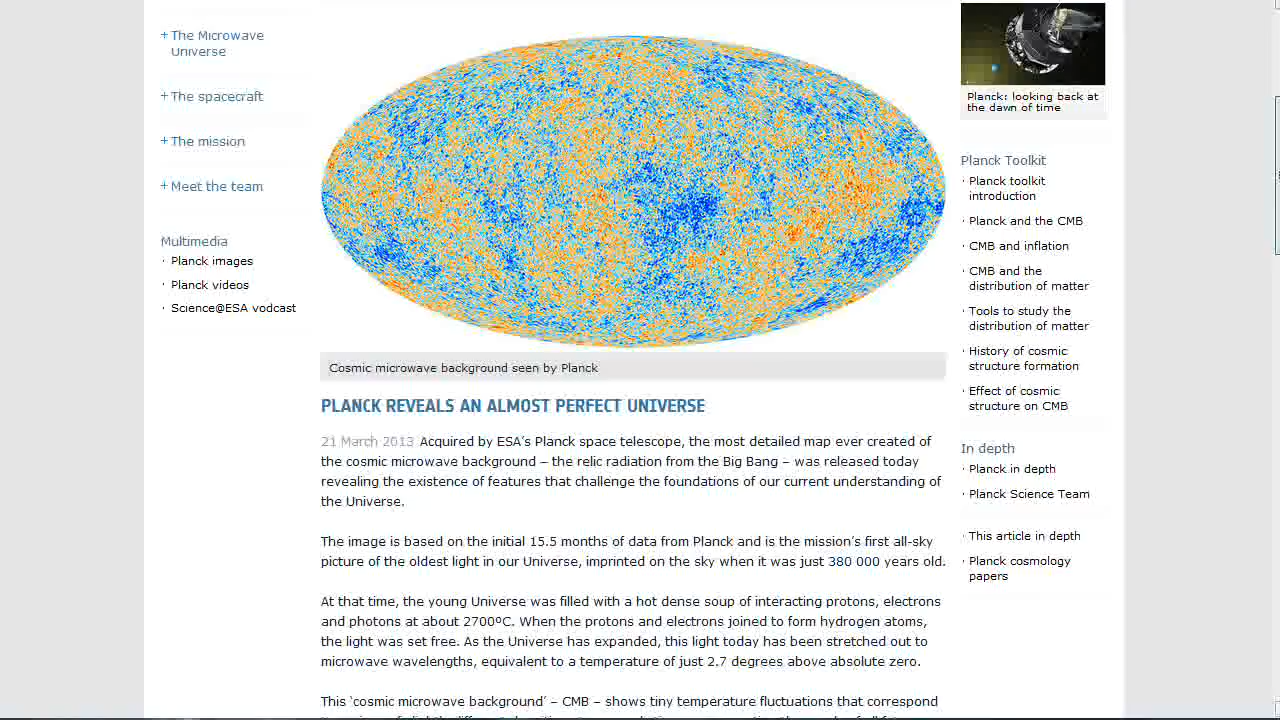 + The Microwave
Universe
+ The spacecraft
+ The mission
+ Meet the team
Multimedia
· Planck images
· Planck videos
· Science@ESA vodcast
Cosmic microwave background seen by Planck
PLANCK REVEALS AN ALMOST PERFECT UNIVERSE
21 March 2013 Acquired by ESA's Planck space telescope, the most detailed map ever created of
the cosmic microwave background – the relic radiation from the Big Bang – was released today
revealing the existence of features that challenge the foundations of our current understanding of
the Universe.
The image is based on the initial 15.5 months of data from Planck and is the mission's first all-sky
picture of the oldest light in our Universe, imprinted on the sky when it was just 380 000 years old.
At that time, the young Universe was filled with a hot dense soup of interacting protons, electrons
and photons at about 2700ºC. When the protons and electrons joined to form hydrogen atoms,
the light was set free. As the Universe has expanded, this light today has been stretched out to
microwave wavelengths, equivalent to a temperature of just 2.7 degrees above absolute zero.
This 'cosmic microwave background' – CMB – shows tiny temperature fluctuations that correspond
Planck: looking back at
the dawn of time
Planck Toolkit
· Planck toolkit
introduction
· Planck and the CMB
· CMB and inflation
· CMB and the
distribution of matter
· Tools to study the
distribution of matter
· History of cosmic
structure formation
· Effect of cosmic
structure on CMB
In depth
· Planck in depth
· Planck Science Team
· This article in depth
· Planck cosmology
papers